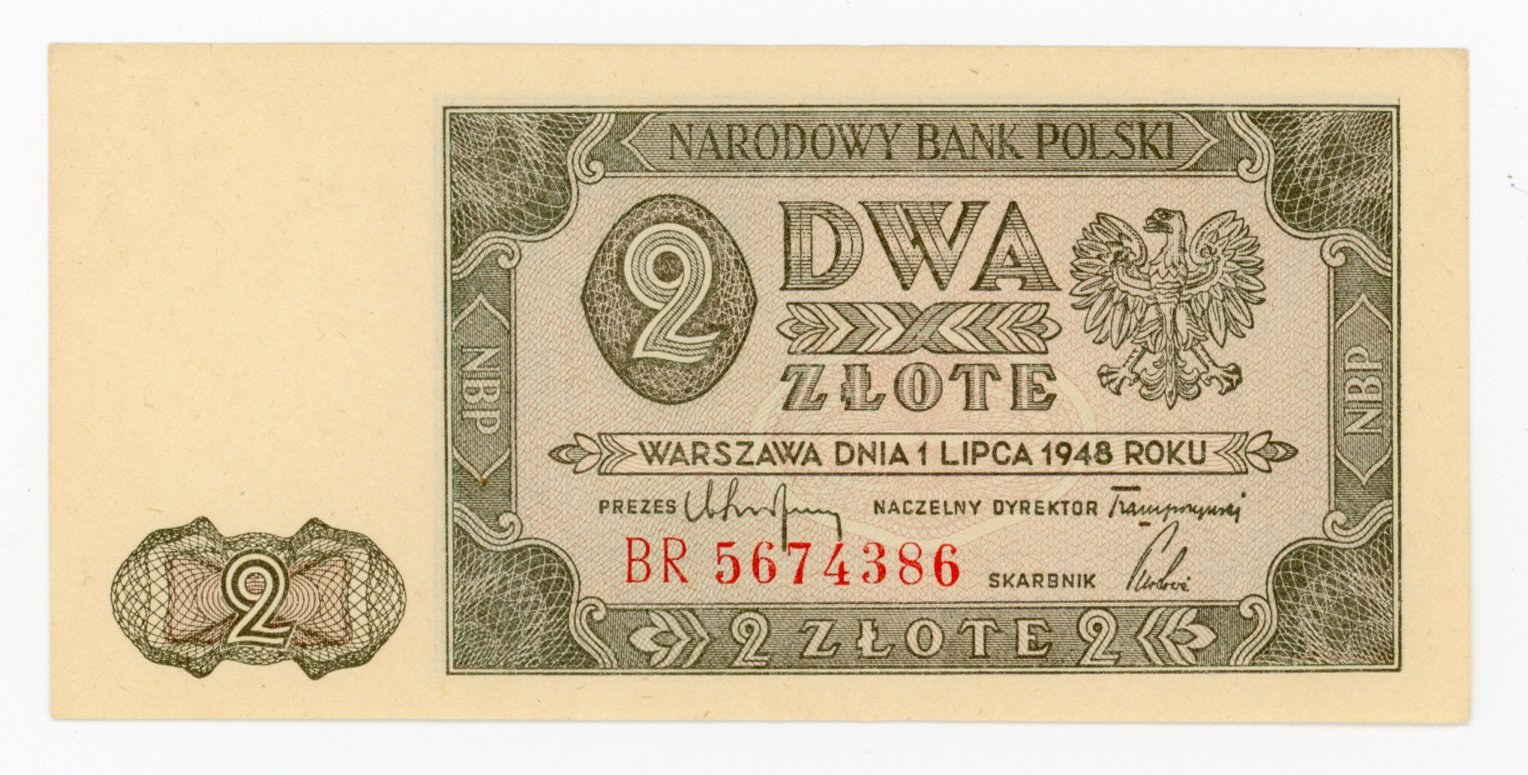 NARODOWY BANK POLSKI
2
DWA
ZŁOTE
NBP
NBP
WARSZAWA DNIA 1 LIPCA 1948 ROKU
PREZES NACZELNY DYREKTOR
BR 5674386 SKARBNIK
2
2 ZŁOTE 2